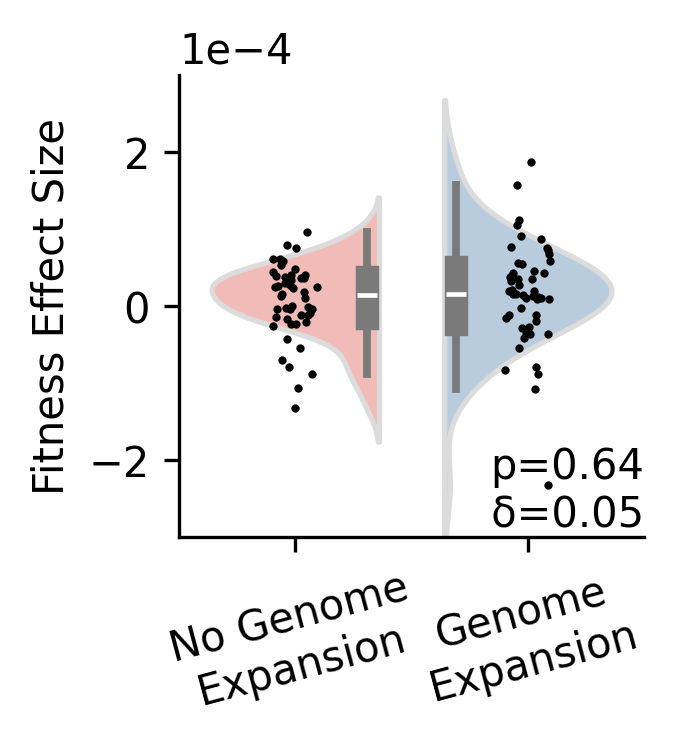 1e−4
Fitness Effect Size
2
0
−2
p=0.64
δ=0.05
No Genome
Expansion
Genome
Expansion